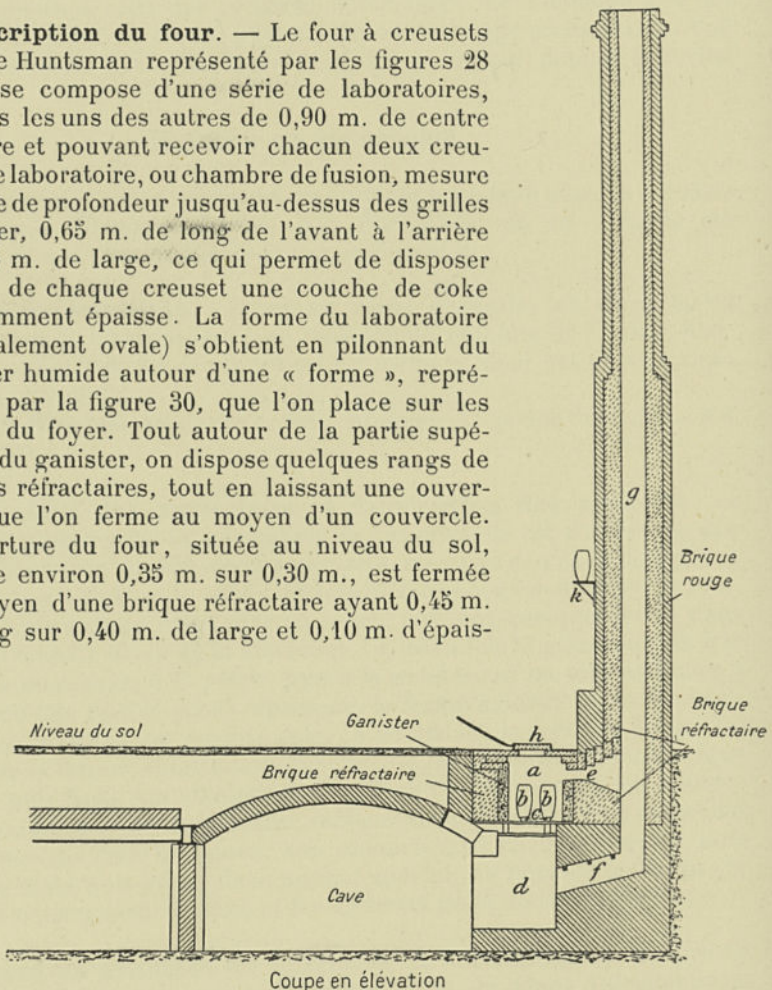 cription du four. — Le four à creusets
e Huntsman représenté par les figures 28
se compose d'une série de laboratoires,
s les uns des autres de 0,90 m. de centre
re et pouvant recevoir chacun deux creu-
e laboratoire, ou chambre de fusion, mesure
e de profondeur jusqu'au-dessus des grilles
er, 0,65 m. de long de l'avant à l'arrière
m. de large, ce qui permet de disposer
de chaque creuset une couche de coke
mment épaisse. La forme du laboratoire
alement ovale) s'obtient en pilonnant du
er humide autour d'une « forme », repré-
par la figure 30, que l'on place sur les
du foyer. Tout autour de la partie supé-
du ganister, on dispose quelques rangs de
s réfractaires, tout en laissant une ouver-
ue l'on ferme au moyen d'un couvercle.
rture du four, située au niveau du sol,
e environ 0,35 m. sur 0,30 m., est fermée
yen d'une brique réfractaire ayant 0,45 m.
g sur 0,40 m. de large et 0,10 m. d'épais-
g
k
Brique
rouge
Brique
réfractaire
Niveau du sol
Ganister
h
Brique réfractaire
a
e
b b
c
f
d
Cave
Coupe en élévation